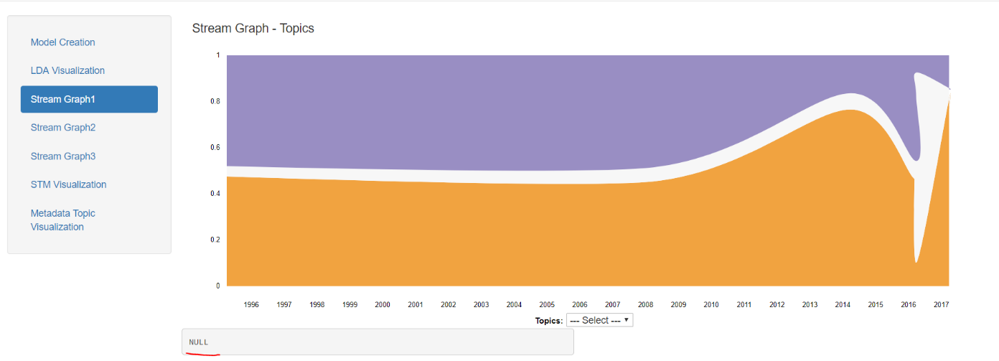 Model Creation
LDA Visualization
Stream Graph1
Stream Graph2
Stream Graph3
STM Visualization
Metadata Topic
Visualization
Stream Graph - Topics
1
0.8
0.6
0.4
0.2
0
1996 1997 1998 1999 2000 2001 2002 2003 2004 2005 2006 2007 2008 2009 2010 2011 2012 2013 2014 2015 2016 2017
Topics: --- Select ---
NULL